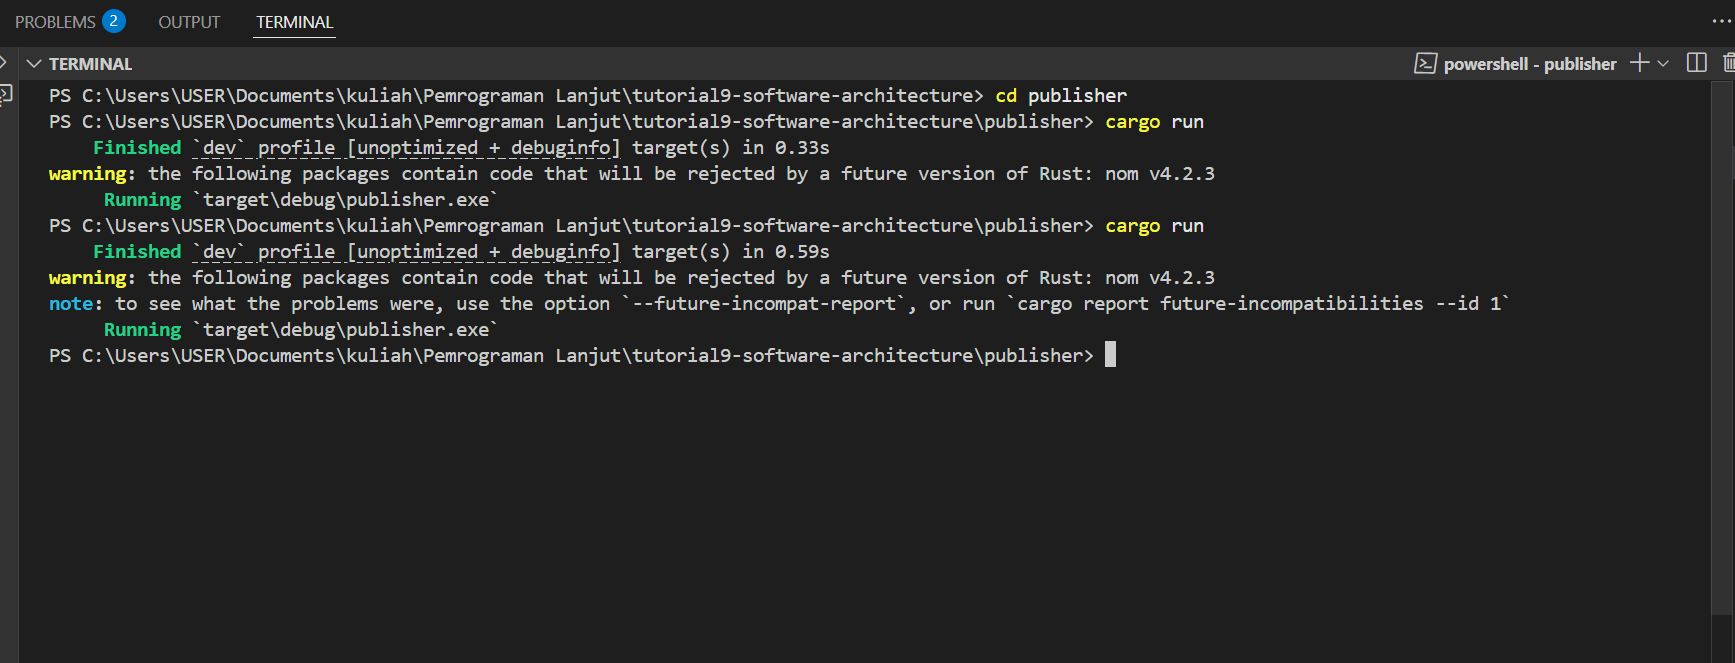 PROBLEMS 2 OUTPUT TERMINAL
TERMINAL powershell - publisher
PS C:\Users\USER\Documents\kuliah\Pemrograman Lanjut\tutorial9-software-architecture> cd publisher
PS C:\Users\USER\Documents\kuliah\Pemrograman Lanjut\tutorial9-software-architecture\publisher> cargo run
    Finished `dev` profile [unoptimized + debuginfo] target(s) in 0.33s
warning: the following packages contain code that will be rejected by a future version of Rust: nom v4.2.3
     Running `target\debug\publisher.exe`
PS C:\Users\USER\Documents\kuliah\Pemrograman Lanjut\tutorial9-software-architecture\publisher> cargo run
    Finished `dev` profile [unoptimized + debuginfo] target(s) in 0.59s
warning: the following packages contain code that will be rejected by a future version of Rust: nom v4.2.3
note: to see what the problems were, use the option `--future-incompat-report`, or run `cargo report future-incompatibilities --id 1`
     Running `target\debug\publisher.exe`
PS C:\Users\USER\Documents\kuliah\Pemrograman Lanjut\tutorial9-software-architecture\publisher>